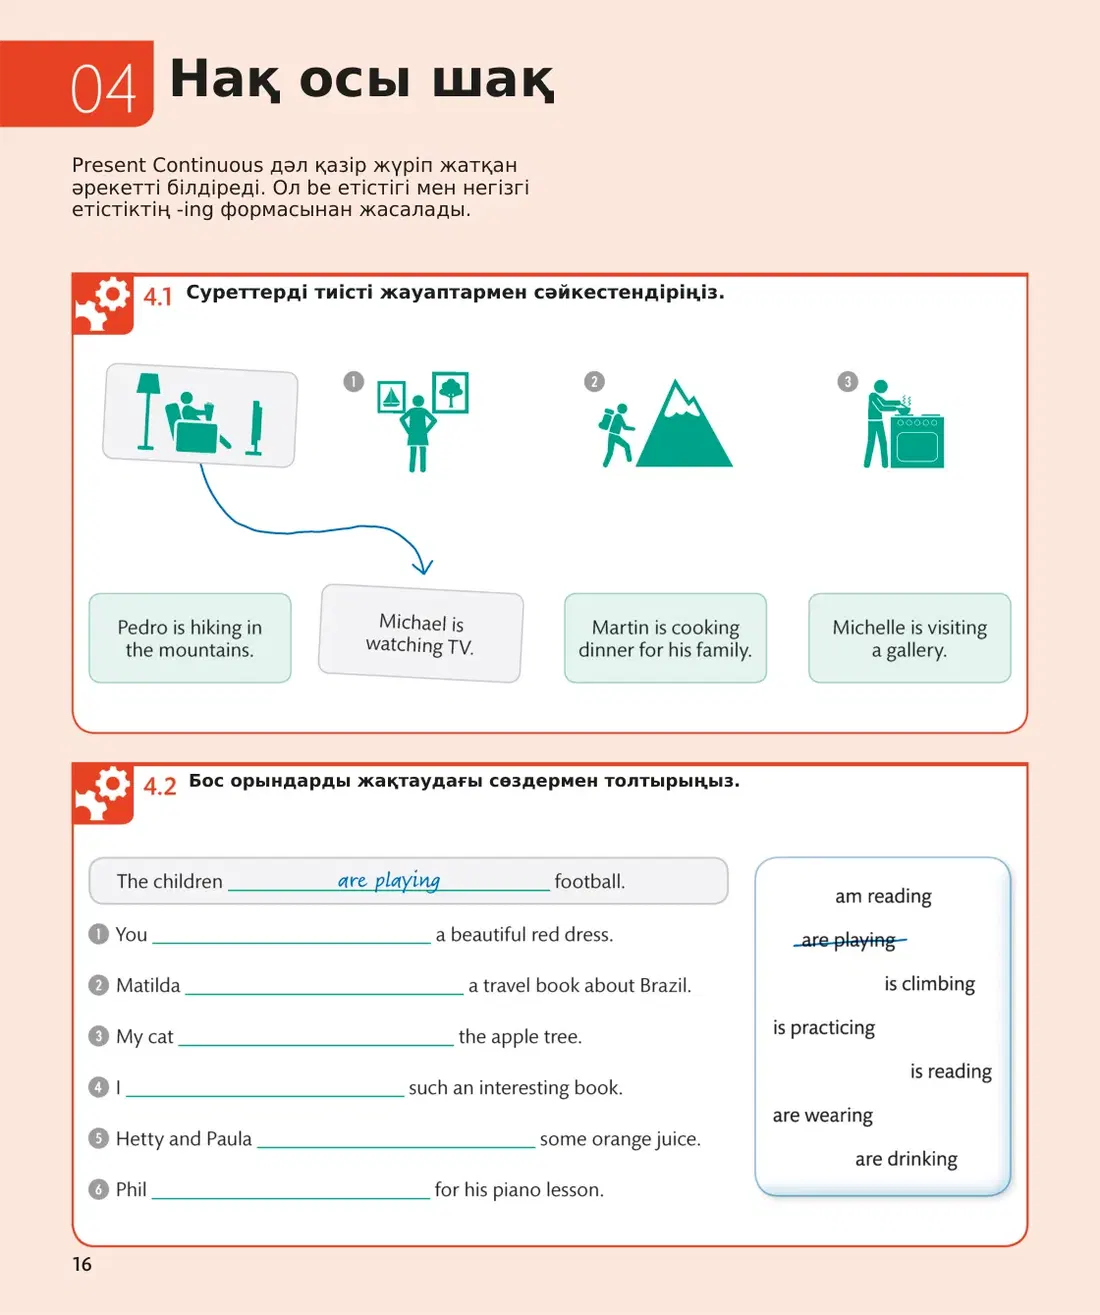 04 Нақ осы шақ
Present Continuous дәл қазір жүріп жатқан
әрекетті білдіреді. Ол be етістігі мен негізгі
етістіктің -ing формасынан жасалады.
4.1 Суреттерді тиісті жауаптармен сәйкестендіріңіз.
1
2
3
Pedro is hiking in
the mountains.
Michael is
watching TV.
Martin is cooking
dinner for his family.
Michelle is visiting
a gallery.
4.2 Бос орындарды жақтаудағы сөздермен толтырыңыз.
The children are playing football.
1 You a beautiful red dress.
2 Matilda a travel book about Brazil.
3 My cat the apple tree.
4 I such an interesting book.
5 Hetty and Paula some orange juice.
6 Phil for his piano lesson.
am reading
are playing
is climbing
is practicing
is reading
are wearing
are drinking
16